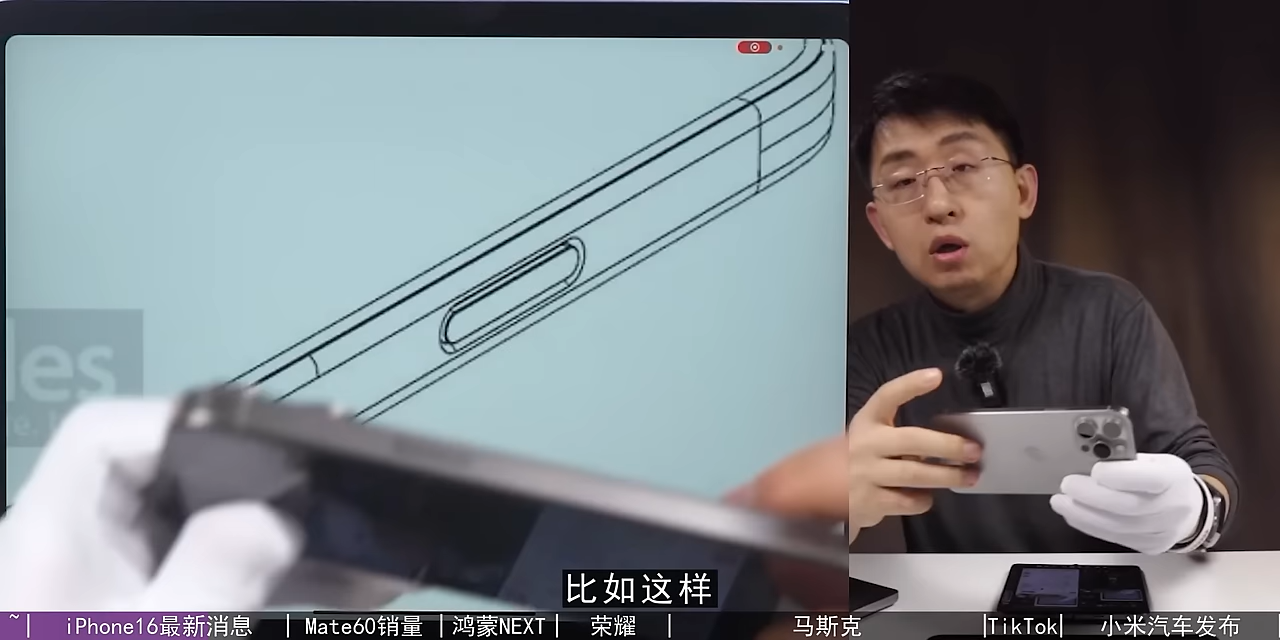 les
e.
比如这样
~| iPhone16最新消息 | Mate60销量 |鸿蒙NEXT| 荣耀 | 马斯克 |TikTok| 小米汽车发布